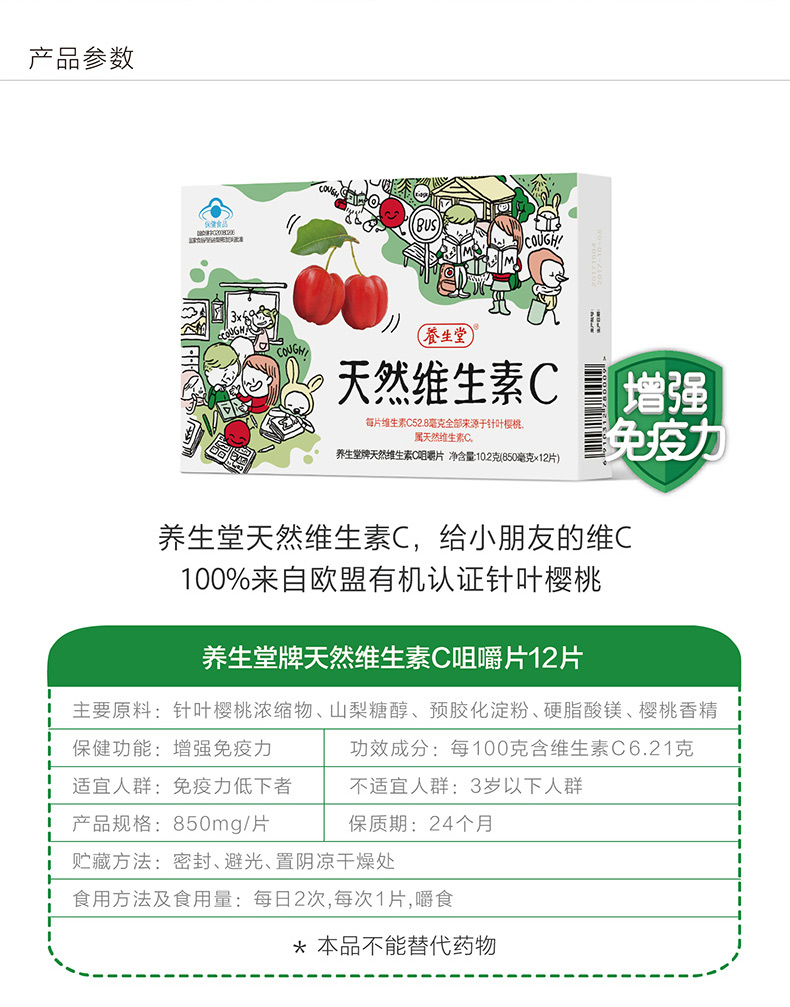 产品参数
保健食品
COUGH!
KIOSK
BUS
COUGH!
3x6
COUGH!
COUGH!
養生堂®
天然维生素C
每片维生素C52.8毫克全部来源于针叶樱桃,
属天然维生素C。
养生堂牌天然维生素C咀嚼片 净含量:10.2克(850毫克×12片)
增强
免疫力
养生堂天然维生素C，给小朋友的维C
100%来自欧盟有机认证针叶樱桃
养生堂牌天然维生素C咀嚼片12片
主要原料：针叶樱桃浓缩物、山梨糖醇、预胶化淀粉、硬脂酸镁、樱桃香精
保健功能：增强免疫力 功效成分：每100克含维生素C6.21克
适宜人群：免疫力低下者 不适宜人群：3岁以下人群
产品规格：850mg/片 保质期：24个月
贮藏方法：密封、避光、置阴凉干燥处
食用方法及食用量：每日2次,每次1片,嚼食
* 本品不能替代药物